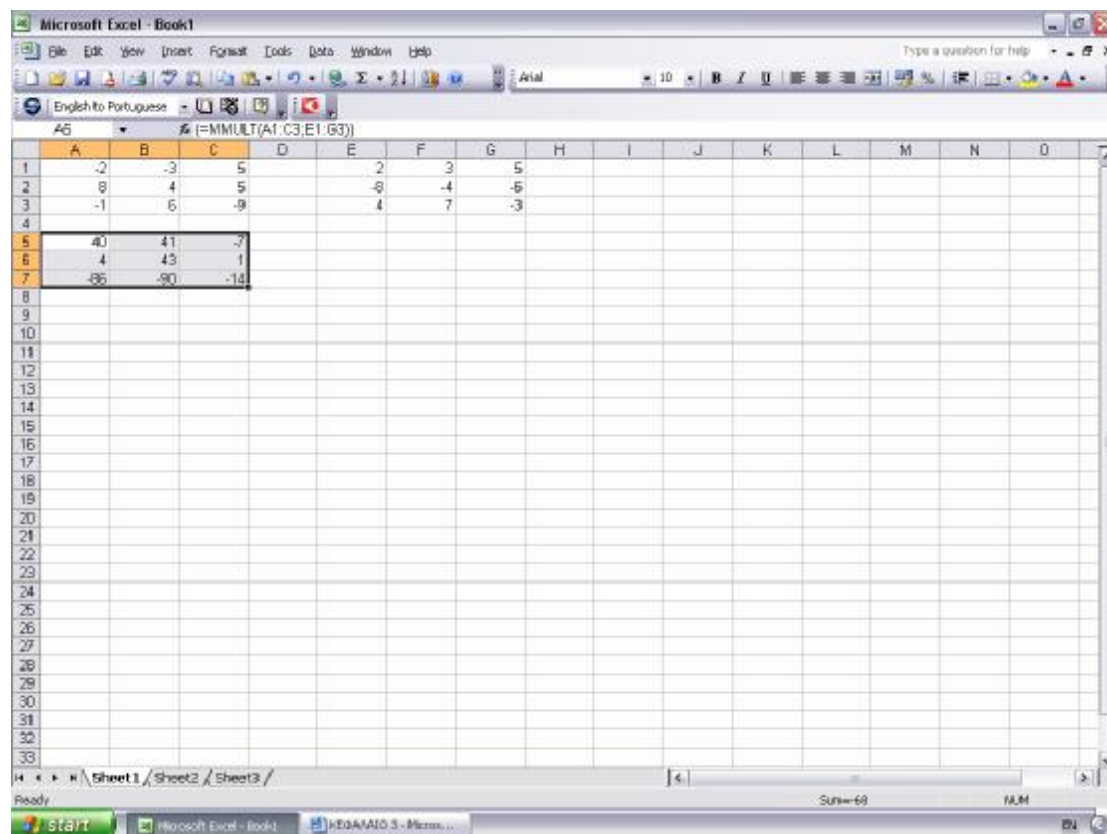 Microsoft Excel - Book1
File Edit View Insert Format Tools Data Window Help Type a question for help
Arial 10 B I U
English to Portuguese
A5 fx {=MMULT(A1:C3;E1:G3)}
A B C D E F G H I J K L M N O
1 -2 -3 5 2 3 5
2 8 4 5 -8 -4 -6
3 -1 6 -9 4 7 -3
4
5 40 41 -7
6 4 43 1
7 -86 -90 -14
8
9
10
11
12
13
14
15
16
17
18
19
20
21
22
23
24
25
26
27
28
29
30
31
32
33
Sheet1 Sheet2 Sheet3
Ready Sum=-68 NUM
start Microsoft Excel - Book1 ΚΕΦΑΛΑΙΟ 3 - Micros... EN